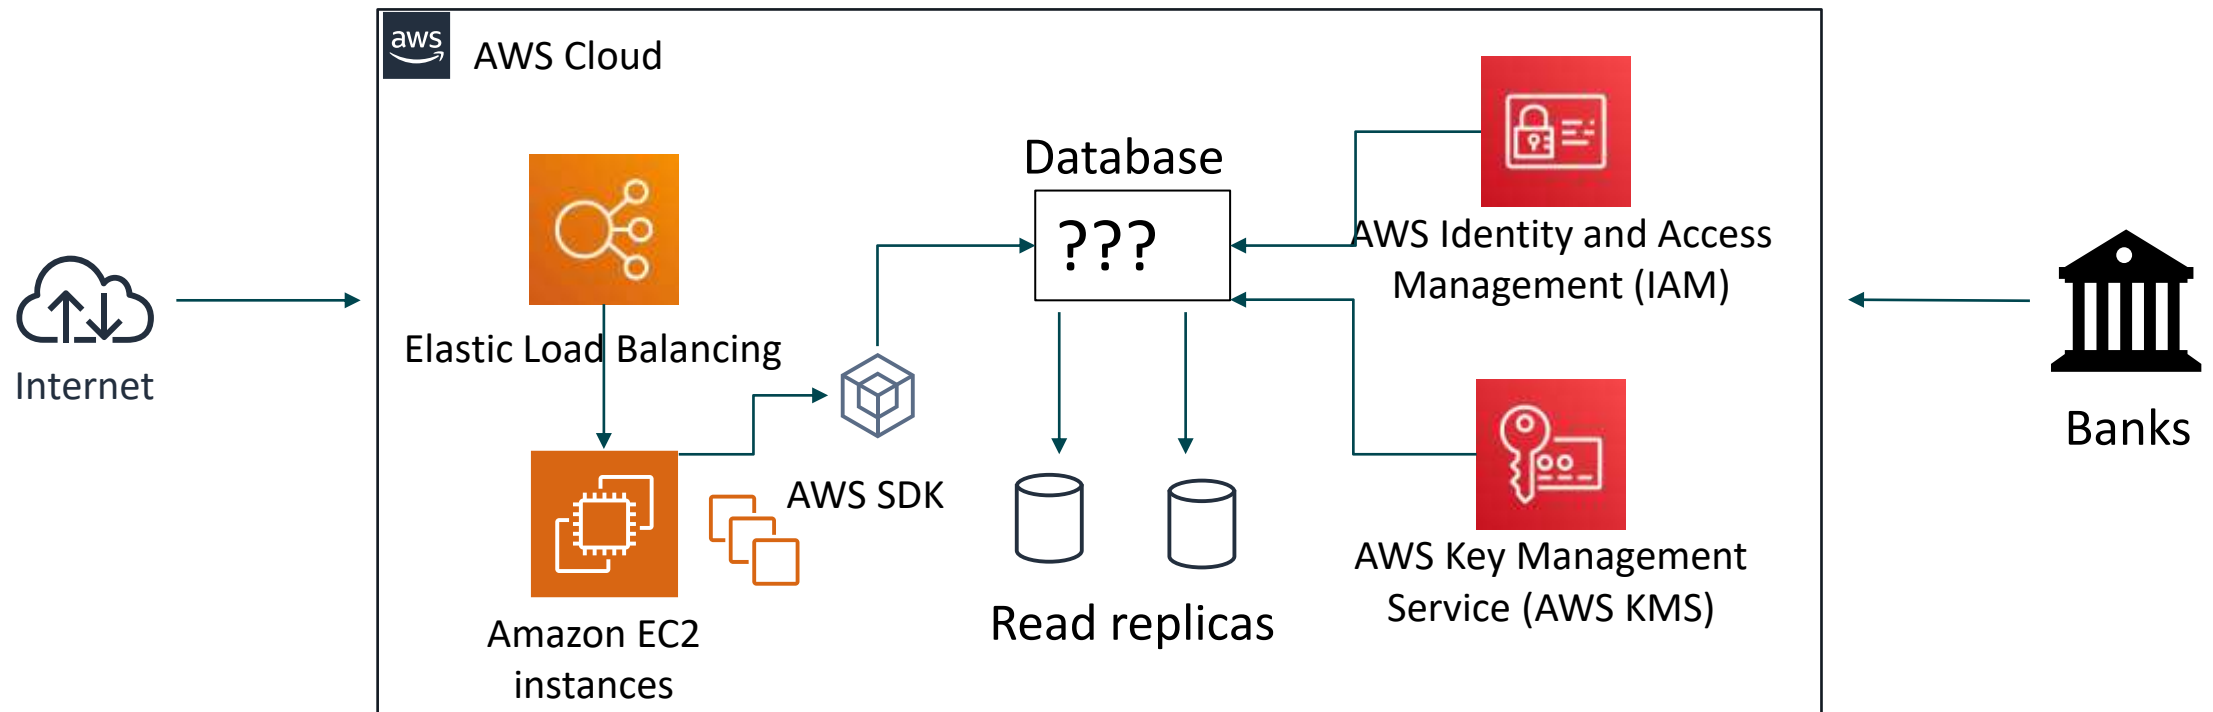 aws
AWS Cloud
Internet
Elastic Load Balancing
Amazon EC2
instances
AWS SDK
Database
???
Read replicas
AWS Identity and Access
Management (IAM)
AWS Key Management
Service (AWS KMS)
Banks